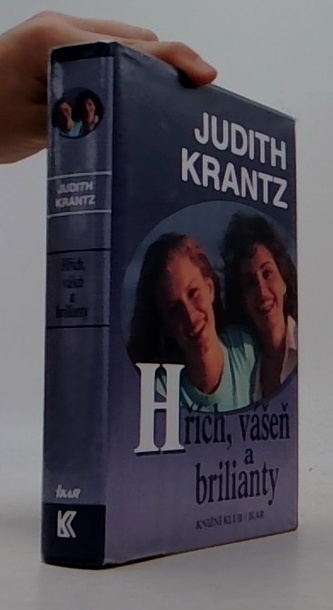 JUDITH
KRANTZ
Hřích, vášeň
a
brilianty
KNIŽNÍ KLUB / IKAR
JUDITH
KRANTZ
Hřích,
vášeň
a
brilianty
IKAR
K